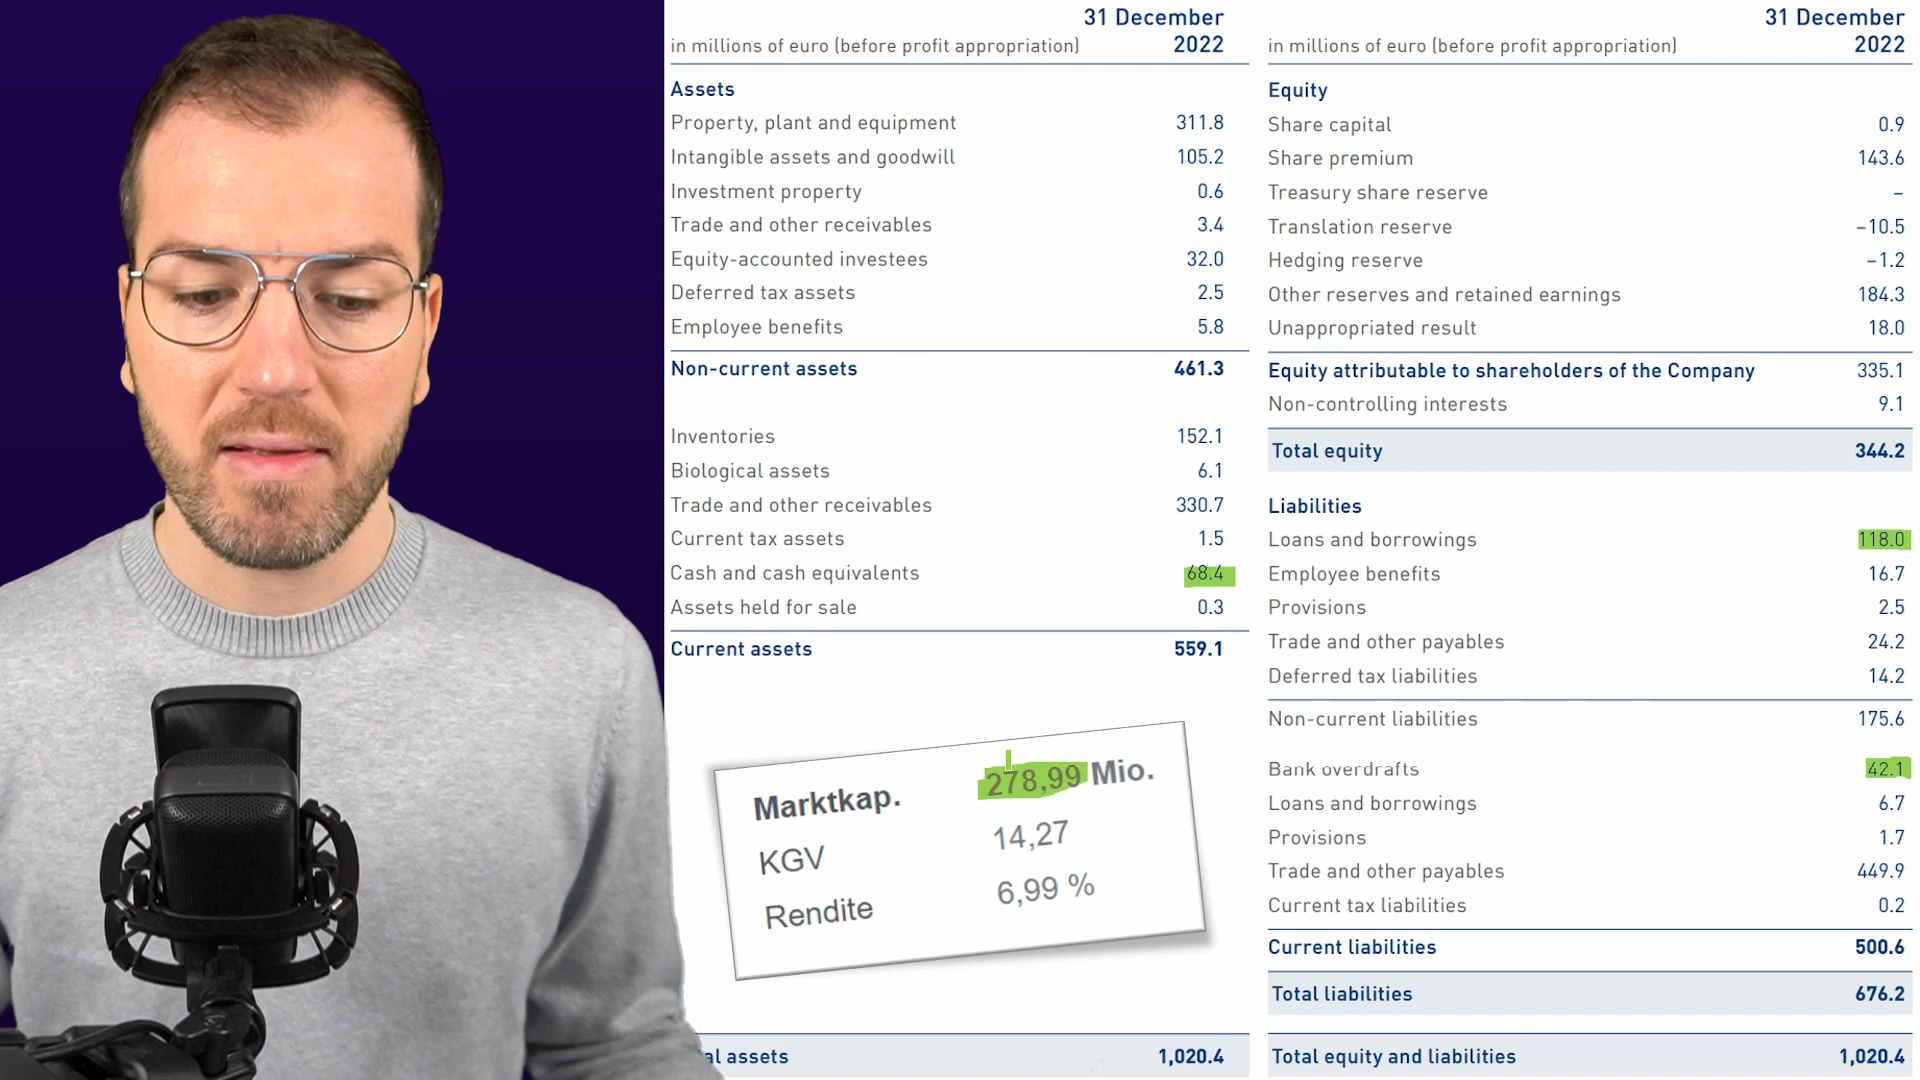 31 December
in millions of euro (before profit appropriation) 2022
Assets
Property, plant and equipment 311.8
Intangible assets and goodwill 105.2
Investment property 0.6
Trade and other receivables 3.4
Equity-accounted investees 32.0
Deferred tax assets 2.5
Employee benefits 5.8
Non-current assets 461.3
Inventories 152.1
Biological assets 6.1
Trade and other receivables 330.7
Current tax assets 1.5
Cash and cash equivalents 68.4
Assets held for sale 0.3
Current assets 559.1
Marktkap. 278,99 Mio.
KGV 14,27
Rendite 6,99 %
al assets 1,020.4
31 December
in millions of euro (before profit appropriation) 2022
Equity
Share capital 0.9
Share premium 143.6
Treasury share reserve –
Translation reserve –10.5
Hedging reserve –1.2
Other reserves and retained earnings 184.3
Unappropriated result 18.0
Equity attributable to shareholders of the Company 335.1
Non-controlling interests 9.1
Total equity 344.2
Liabilities
Loans and borrowings 118.0
Employee benefits 16.7
Provisions 2.5
Trade and other payables 24.2
Deferred tax liabilities 14.2
Non-current liabilities 175.6
Bank overdrafts 42.1
Loans and borrowings 6.7
Provisions 1.7
Trade and other payables 449.9
Current tax liabilities 0.2
Current liabilities 500.6
Total liabilities 676.2
Total equity and liabilities 1,020.4